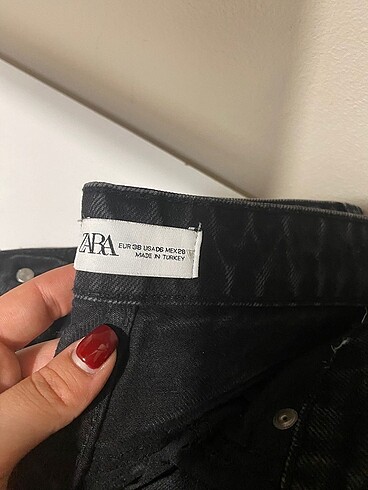 ZARA
EUR 38 USA 06 MEX 28
MADE IN TURKEY